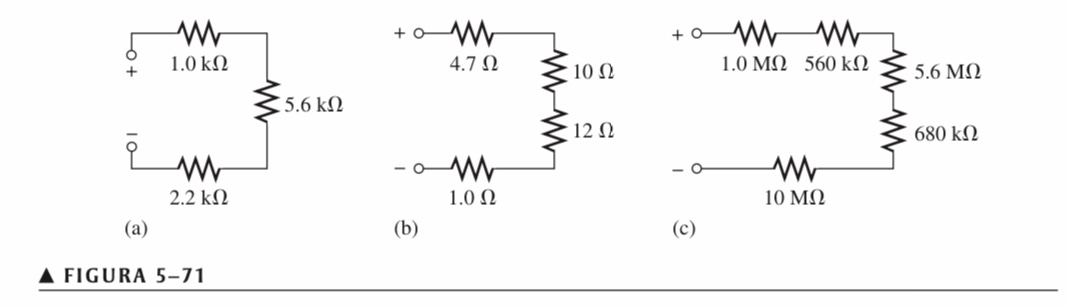 1.0 kΩ
5.6 kΩ
2.2 kΩ
+
–
(a)
+
4.7 Ω
10 Ω
12 Ω
–
1.0 Ω
(b)
+
1.0 MΩ 560 kΩ
5.6 MΩ
680 kΩ
–
10 MΩ
(c)
▲ FIGURA 5–71